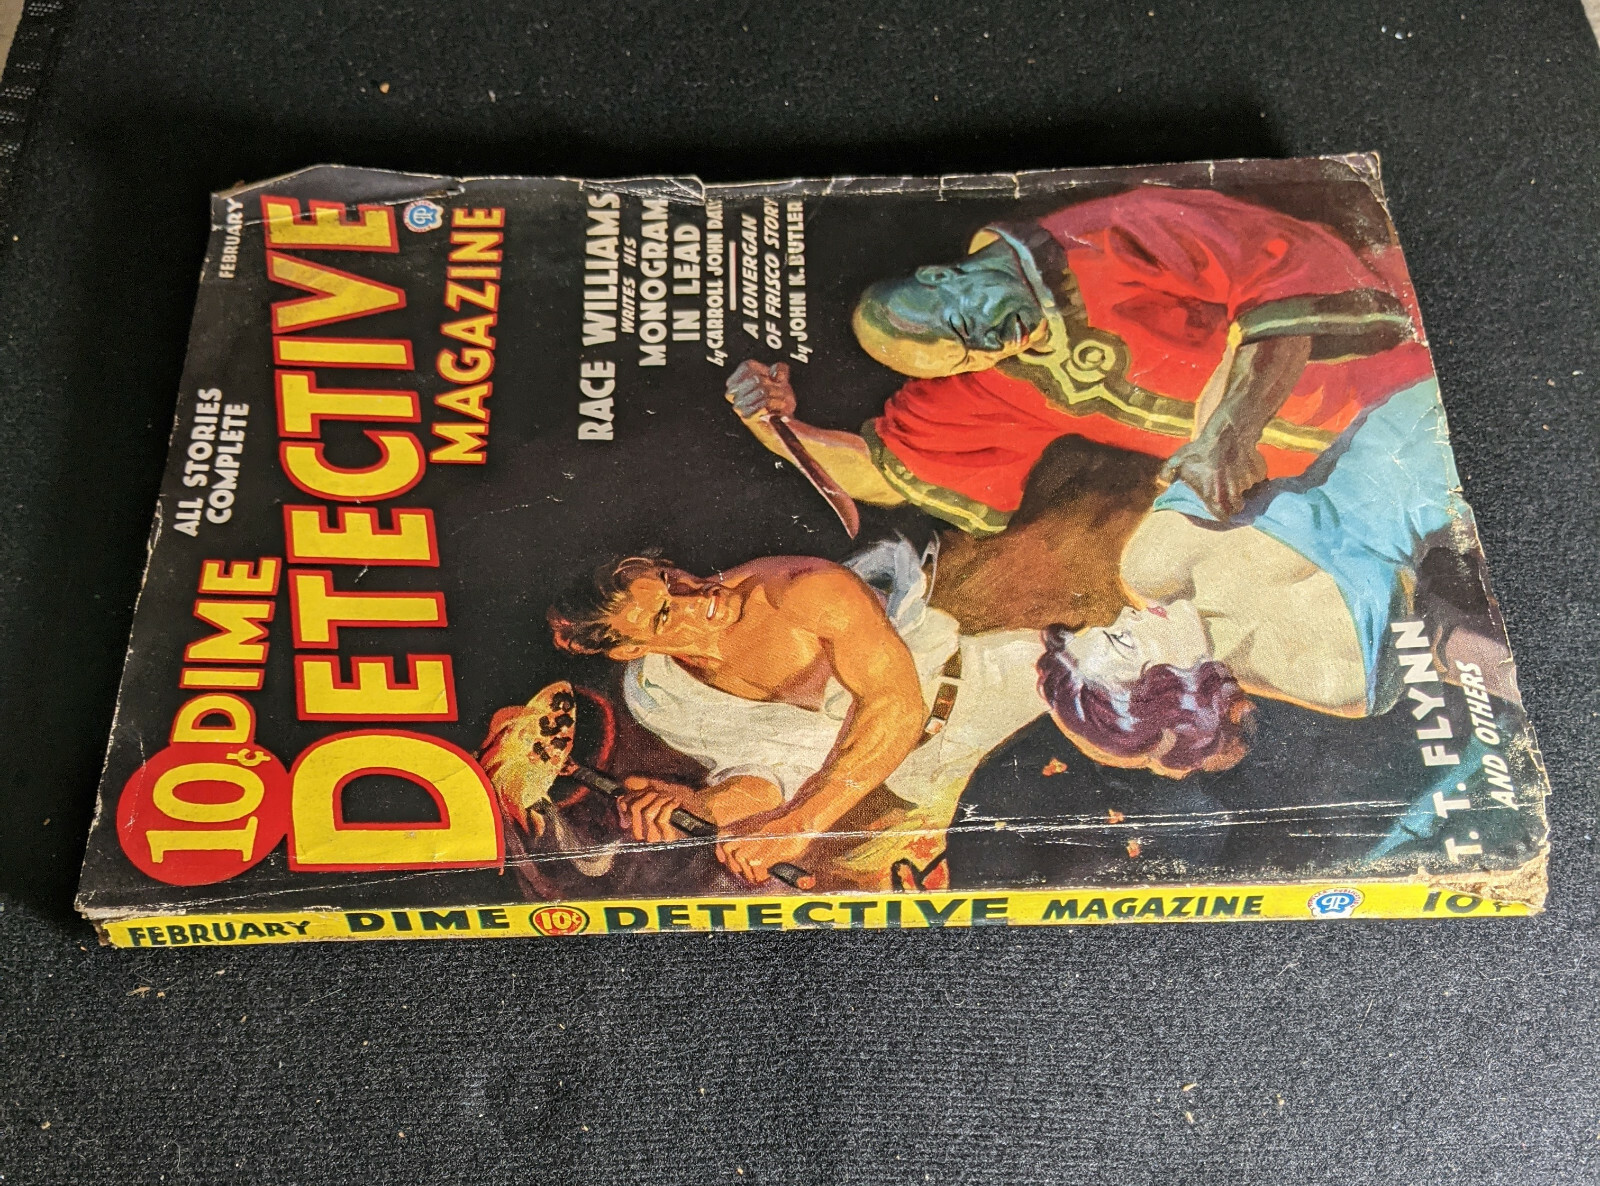 FEBRUARY
ALL STORIES
COMPLETE
10¢ DIME
DETECTIVE
MAGAZINE
RACE WILLIAMS
WRITES HIS
MONOGRAM
IN LEAD
by CARROLL JOHN DALY
A LONERGAN
OF FRISCO STORY
by JOHN K. BUTLER
T. T. FLYNN
AND OTHERS
FEBRUARY DIME 10¢ DETECTIVE MAGAZINE 10¢